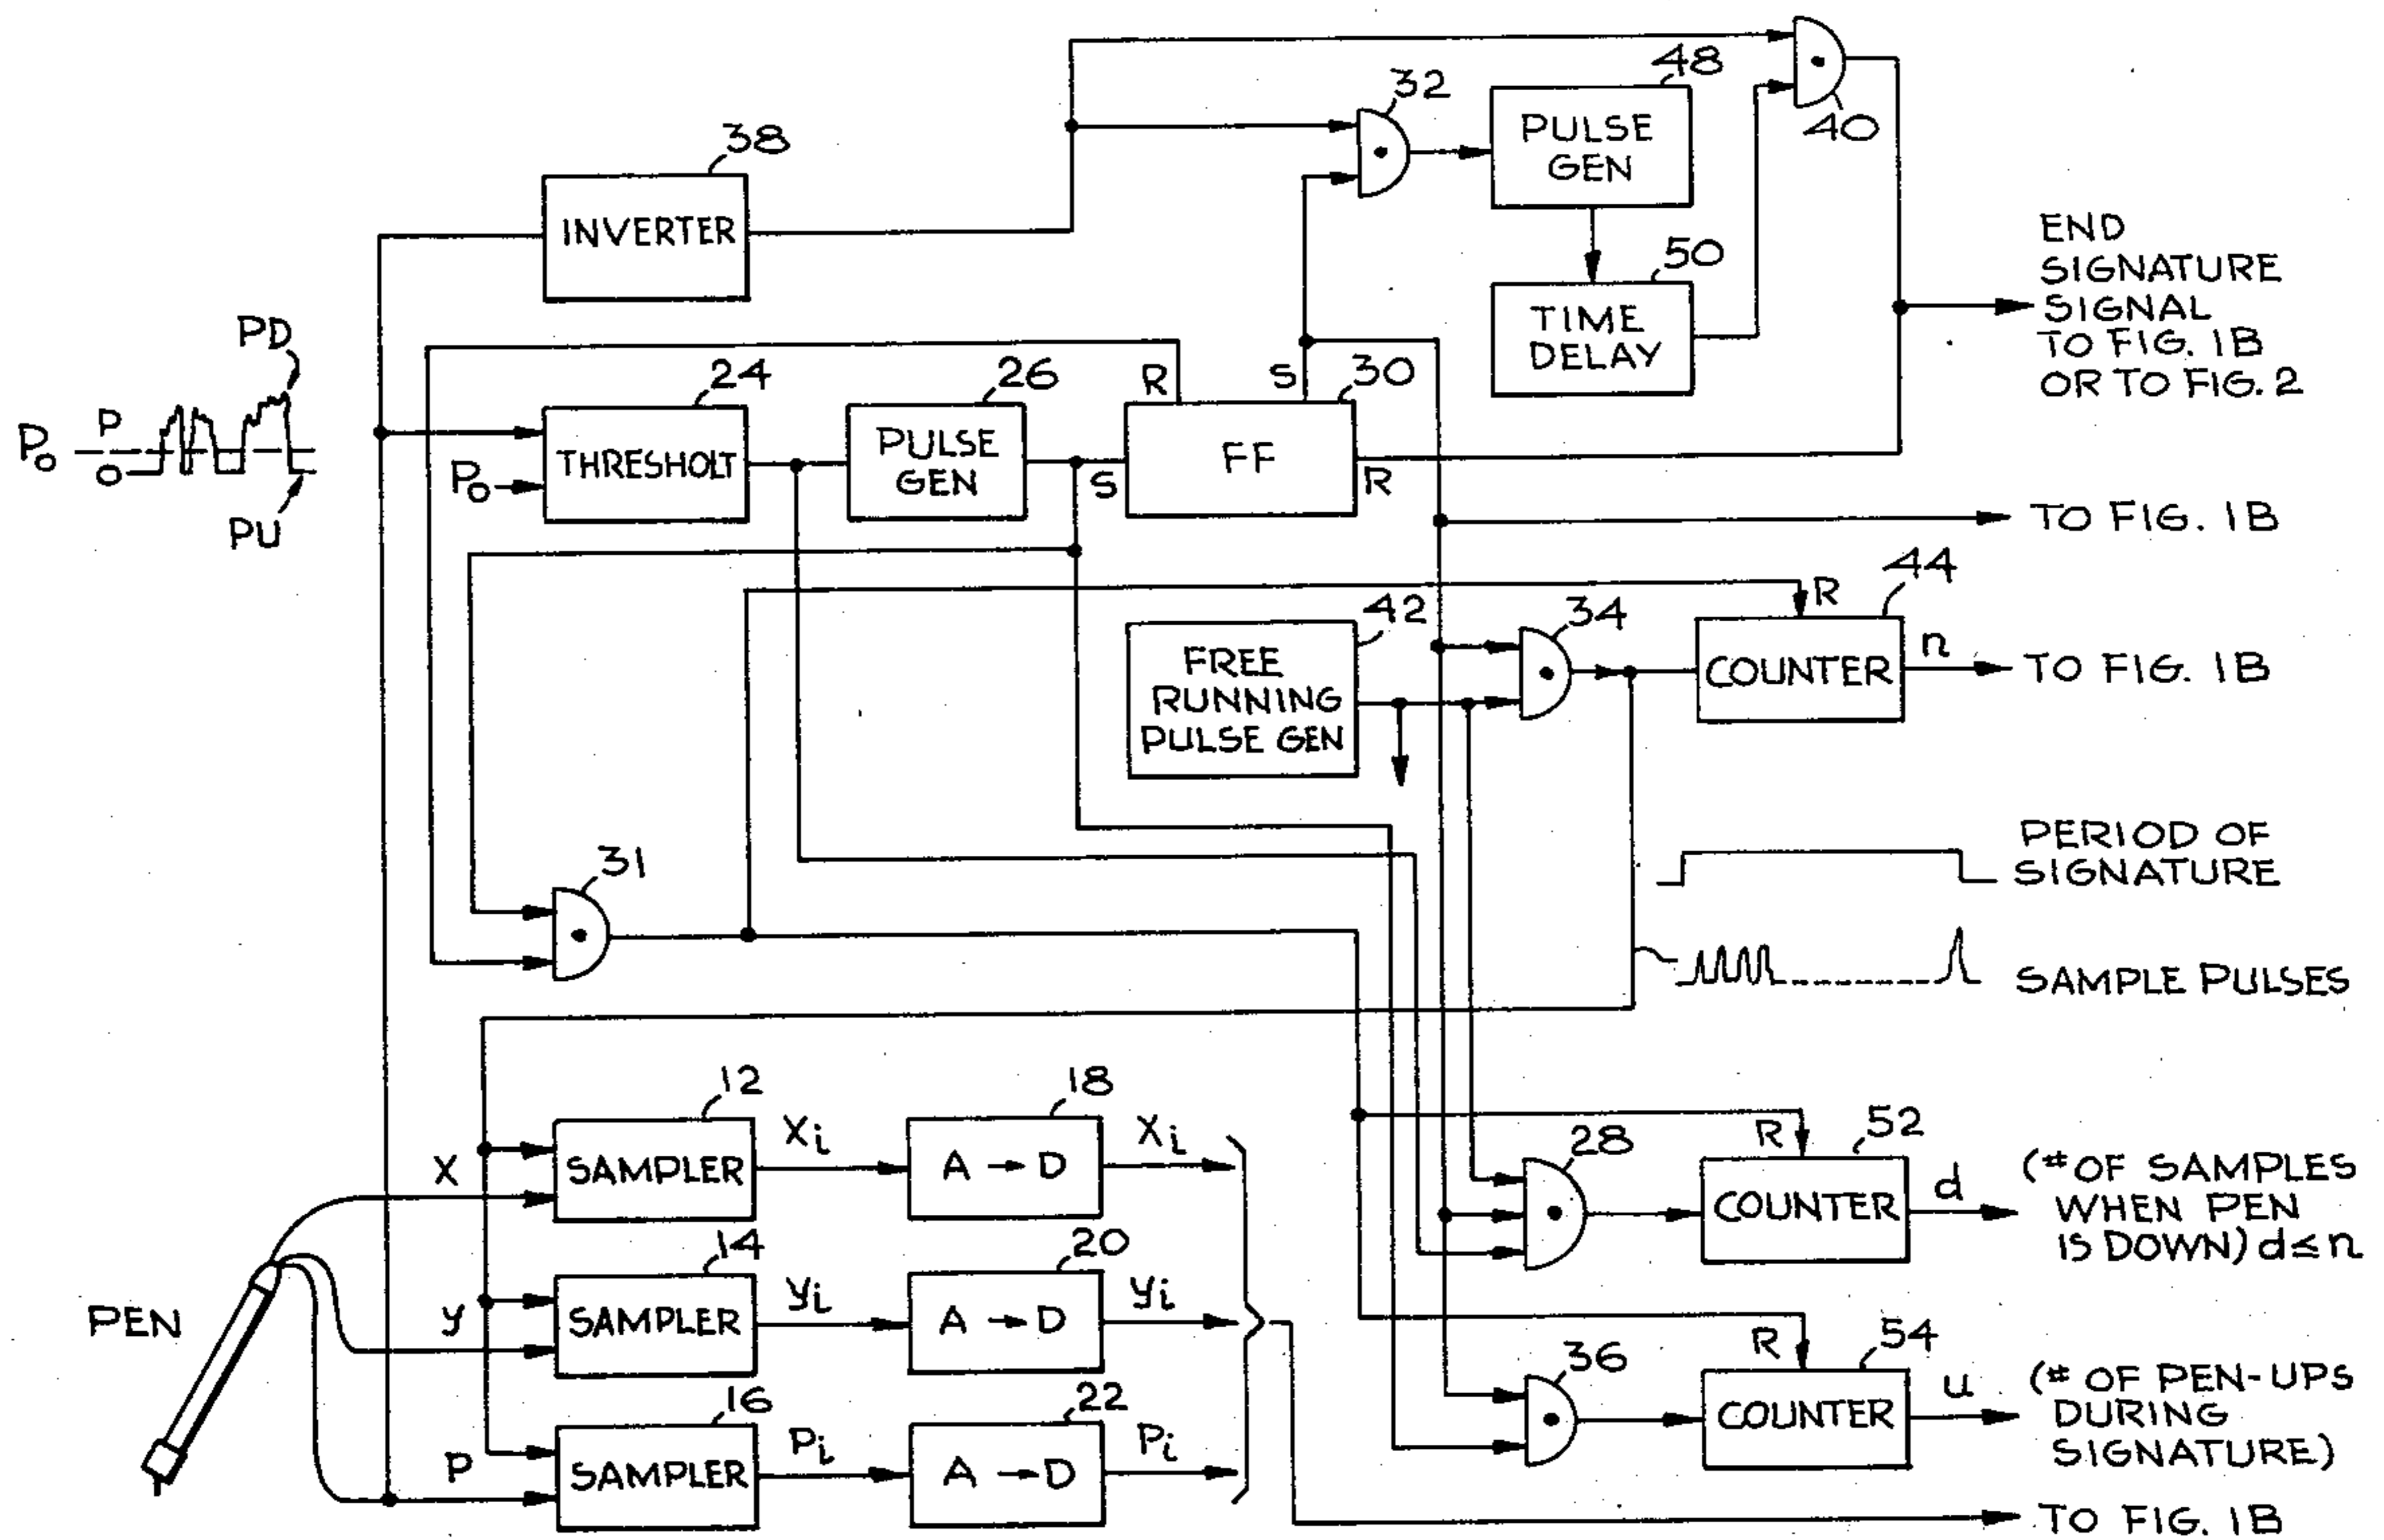 40
48
32
PULSE
GEN
38
INVERTER
50
TIME
DELAY
END
SIGNATURE
SIGNAL
TO FIG. 1B
OR TO FIG. 2
PD
P
Po
O
PU
24
THRESHOLT
Po
26
PULSE
GEN
R
S
30
S
FF
R
TO FIG. 1B
42
FREE
RUNNING
PULSE GEN
34
R
44
COUNTER
n
TO FIG. 1B
31
PERIOD OF
SIGNATURE
SAMPLE PULSES
PEN
X
12
SAMPLER
Xi
18
A → D
Xi
y
14
SAMPLER
yi
20
A → D
yi
P
16
SAMPLER
Pi
22
A → D
Pi
28
R
52
COUNTER
d
(# OF SAMPLES
WHEN PEN
IS DOWN) d ≤ n
36
R
54
COUNTER
u
(# OF PEN-UPS
DURING
SIGNATURE)
TO FIG. 1B